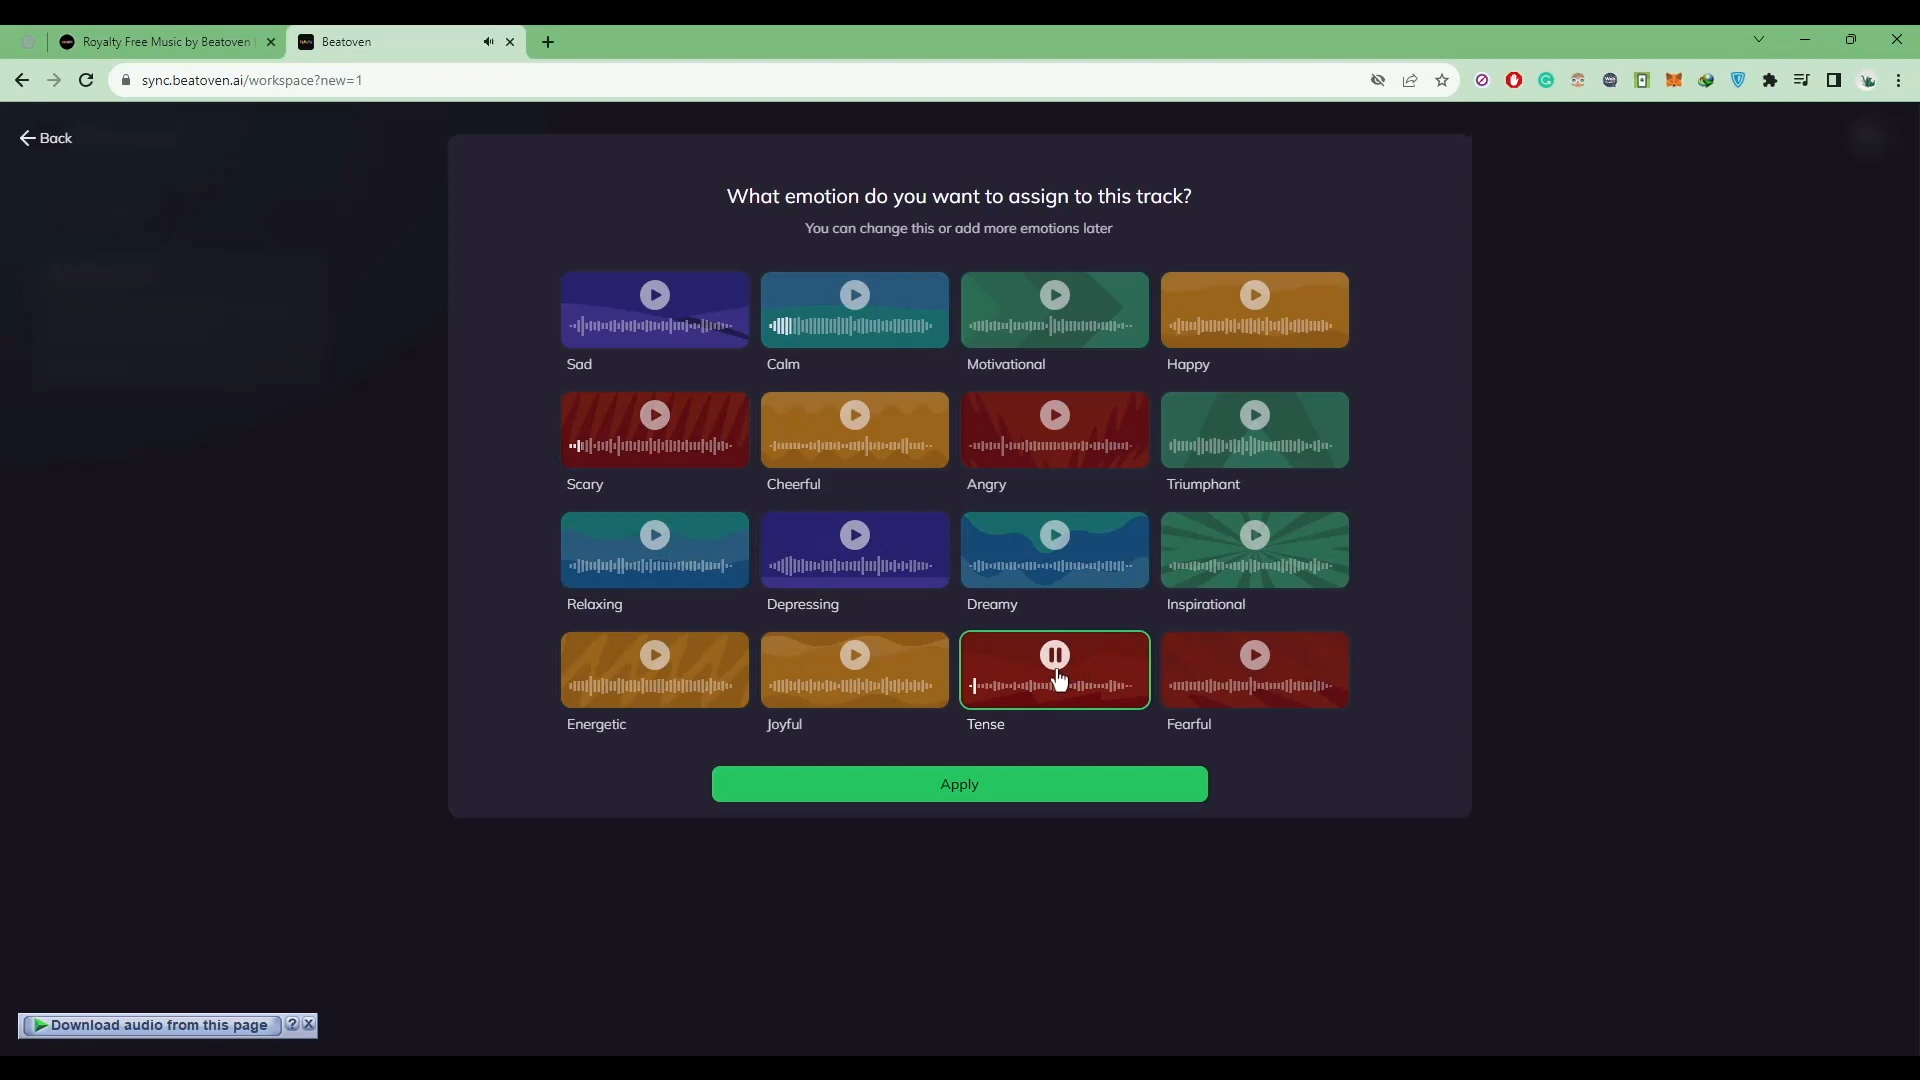 Royalty Free Music by Beatoven
Beatoven
sync.beatoven.ai/workspace?new=1
Back
What emotion do you want to assign to this track?
You can change this or add more emotions later
Sad Calm Motivational Happy
Scary Cheerful Angry Triumphant
Relaxing Depressing Dreamy Inspirational
Energetic Joyful Tense Fearful
Apply
Download audio from this page ? X